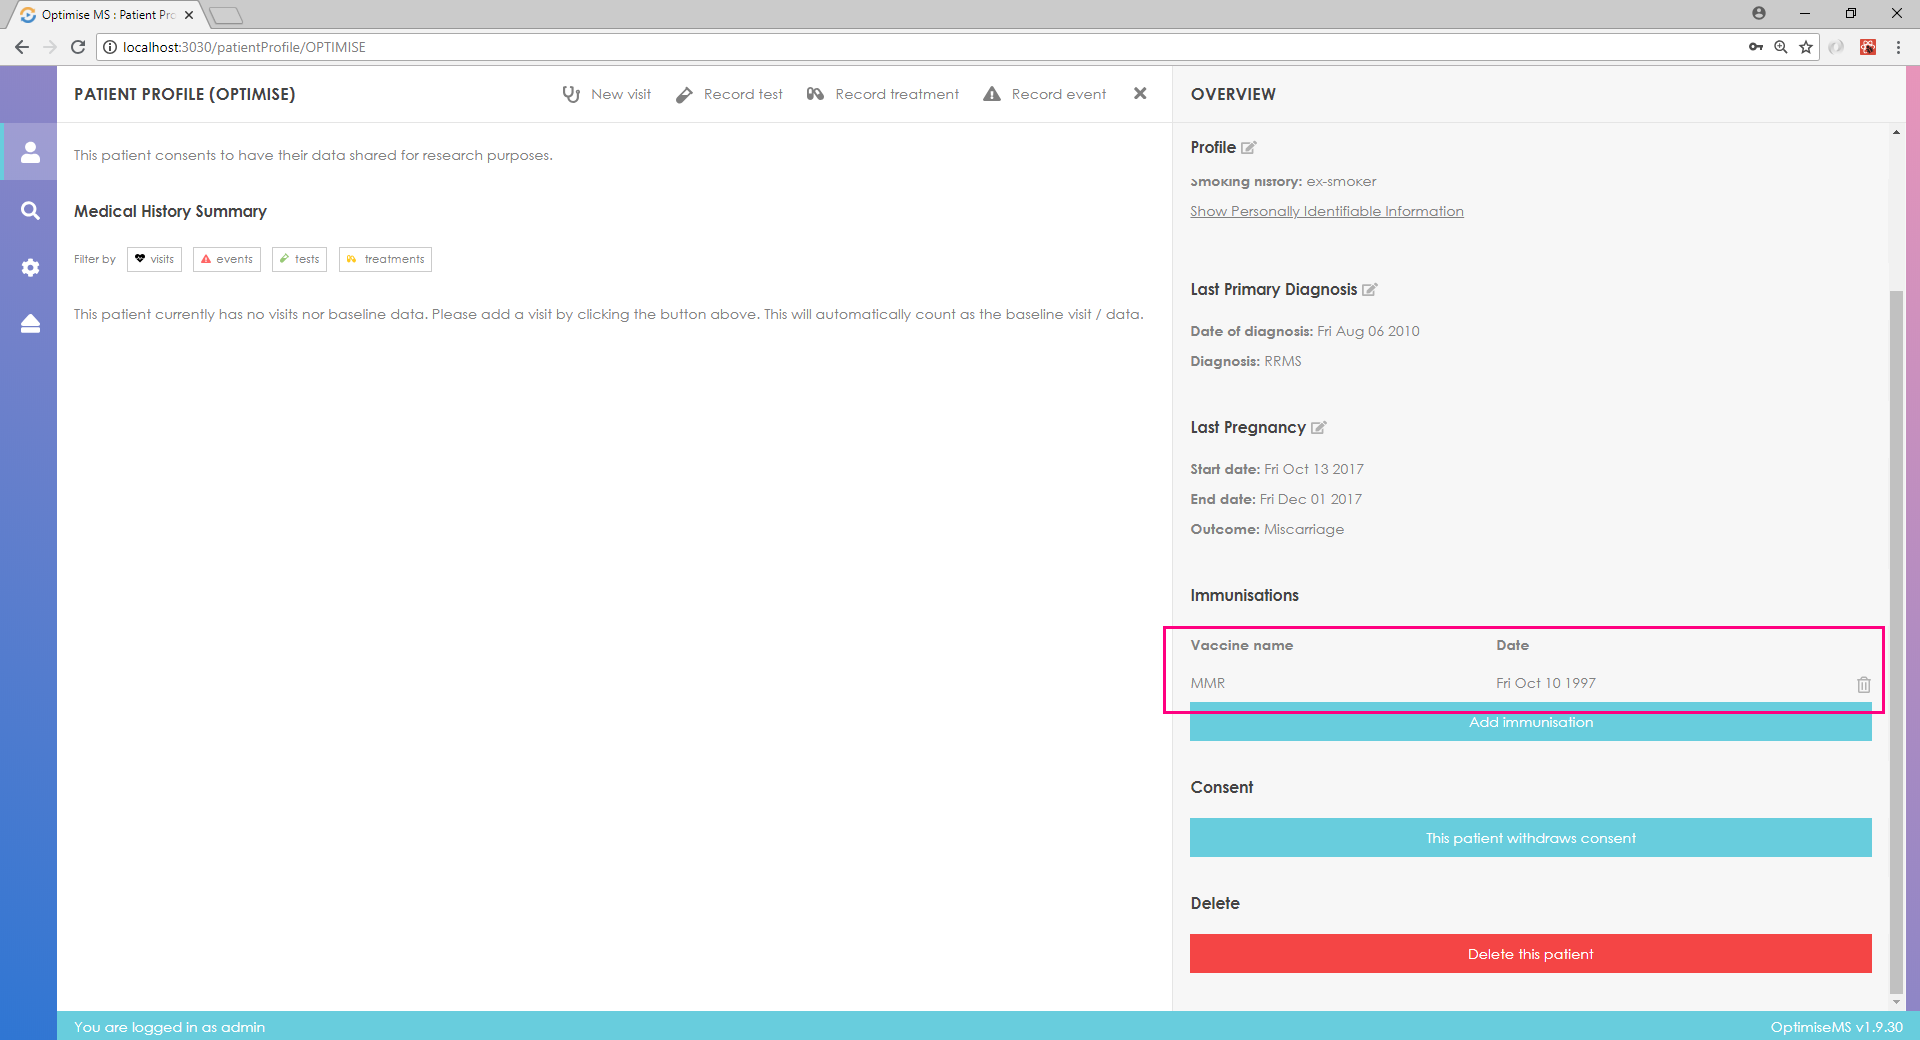 Optimise MS : Patient Pro
localhost:3030/patientProfile/OPTIMISE
PATIENT PROFILE (OPTIMISE)
New visit
Record test
Record treatment
Record event
This patient consents to have their data shared for research purposes.
Medical History Summary
Filter by
visits
events
tests
treatments
This patient currently has no visits nor baseline data. Please add a visit by clicking the button above. This will automatically count as the baseline visit / data.
OVERVIEW
Profile
Smoking history: ex-smoker
Show Personally Identifiable Information
Last Primary Diagnosis
Date of diagnosis: Fri Aug 06 2010
Diagnosis: RRMS
Last Pregnancy
Start date: Fri Oct 13 2017
End date: Fri Dec 01 2017
Outcome: Miscarriage
Immunisations
Vaccine name Date
MMR Fri Oct 10 1997
Add immunisation
Consent
This patient withdraws consent
Delete
Delete this patient
You are logged in as admin
OptimiseMS v1.9.30